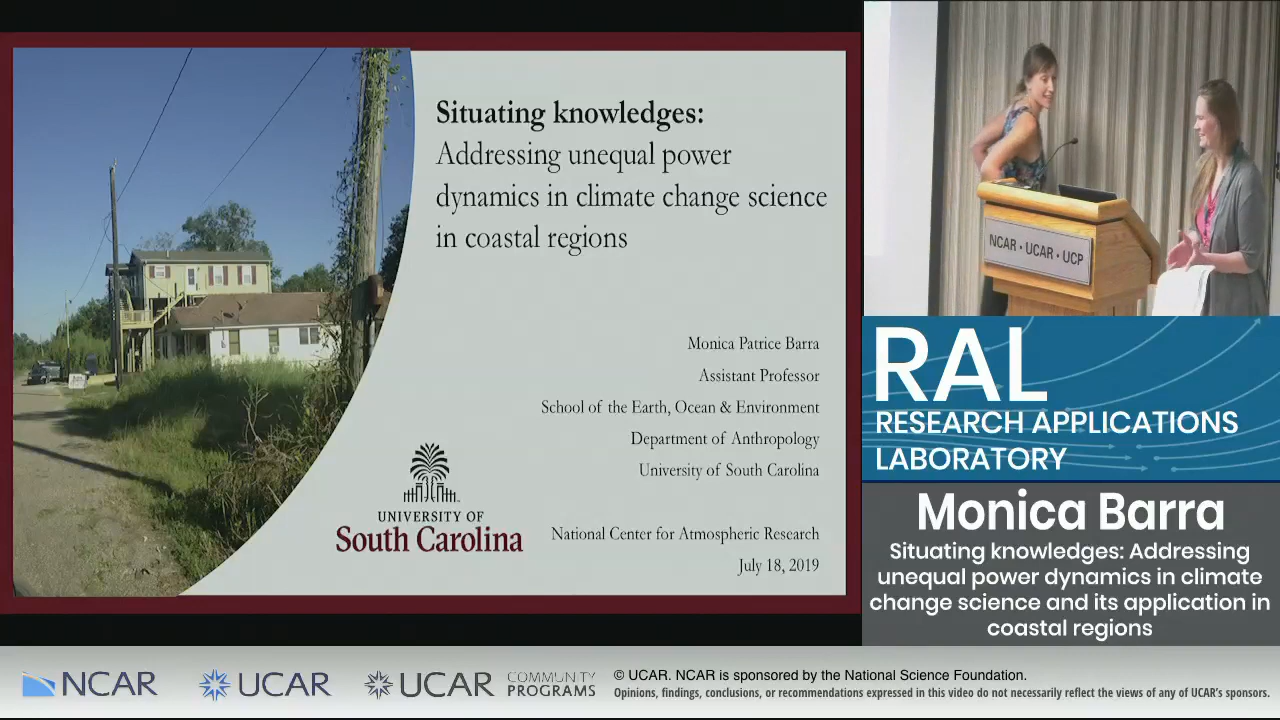 Situating knowledges:
Addressing unequal power
dynamics in climate change science
in coastal regions
Monica Patrice Barra
Assistant Professor
School of the Earth, Ocean & Environment
Department of Anthropology
University of South Carolina
National Center for Atmospheric Research
July 18, 2019
UNIVERSITY OF
South Carolina
NCAR • UCAR • UCP
RAL
RESEARCH APPLICATIONS
LABORATORY
Monica Barra
Situating knowledges: Addressing
unequal power dynamics in climate
change science and its application in
coastal regions
NCAR
UCAR
UCAR
COMMUNITY
PROGRAMS
© UCAR. NCAR is sponsored by the National Science Foundation.
Opinions, findings, conclusions, or recommendations expressed in this video do not necessarily reflect the views of any of UCAR's sponsors.